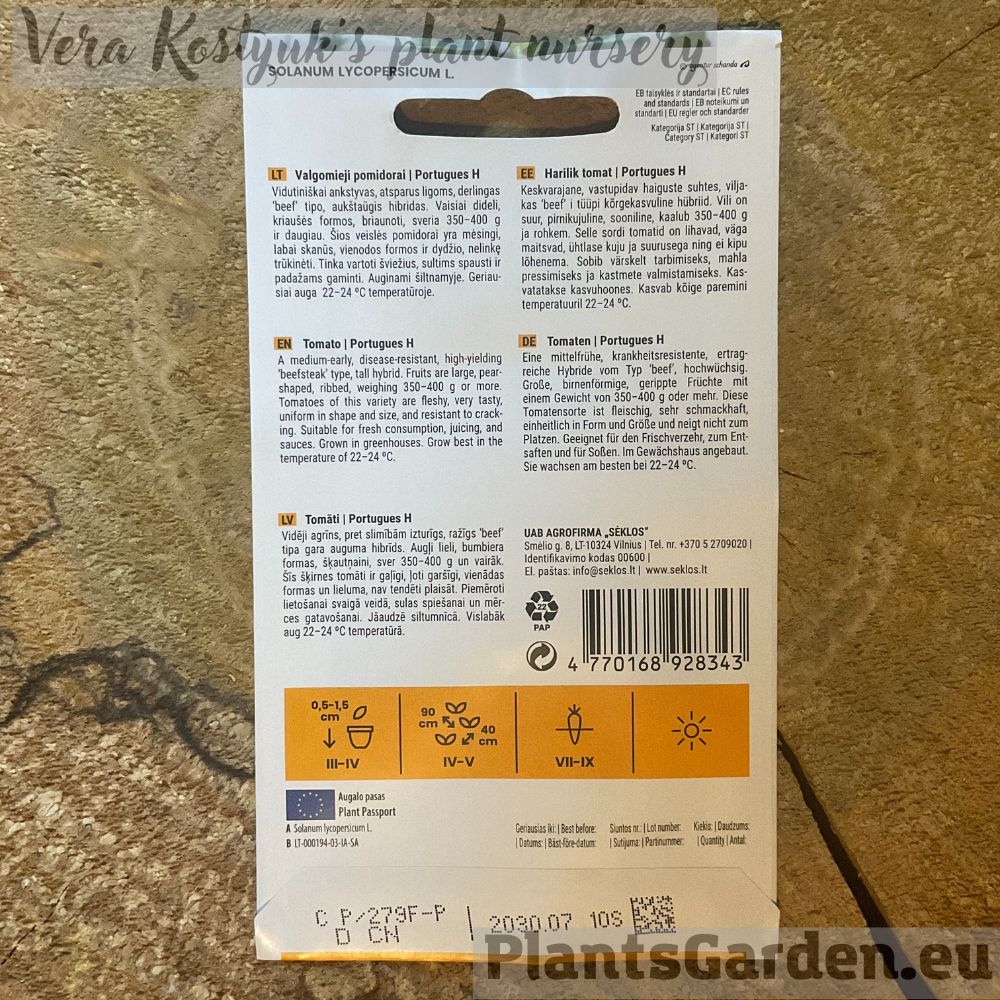 Vera Kostyuk's plant nursery
SOLANUM LYCOPERSICUM L.
agentur schanda
EB taisyklės ir standartai | EC rules
and standards | EB noteikumi un
standarti | EU regler och standarder
Kategorija ST | Kategorija ST |
Category ST | Kategori ST
LT Valgomieji pomidorai | Portugues H
Vidutiniškai ankstyvas, atsparus ligoms, derlingas
'beef' tipo, aukštaūgis hibridas. Vaisiai dideli,
kriaušės formos, briaunoti, sveria 350–400 g
ir daugiau. Šios veislės pomidorai yra mėsingi,
labai skanūs, vienodos formos ir dydžio, nelinkę
trūkinėti. Tinka vartoti šviežius, sultims spausti ir
padažams gaminti. Auginami šiltnamyje. Geriau-
siai auga 22–24 ºC temperatūroje.
EE Harilik tomat | Portugues H
Keskvarajane, vastupidav haiguste suhtes, vilja-
kas 'beef' i tüüpi kõrgekasvuline hübriid. Vili on
suur, pirnikujuline, sooniline, kaalub 350–400 g
ja rohkem. Selle sordi tomatid on lihavad, väga
maitsvad, ühtlase kuju ja suurusega ning ei kipu
lõhenema. Sobib värskelt tarbimiseks, mahla
pressimiseks ja kastmete valmistamiseks. Kas-
vatatakse kasvuhoones. Kasvab kõige paremini
temperatuuril 22–24 ºC.
EN Tomato | Portugues H
A medium-early, disease-resistant, high-yielding
'beefsteak' type, tall hybrid. Fruits are large, pear-
shaped, ribbed, weighing 350–400 g or more.
Tomatoes of this variety are fleshy, very tasty,
uniform in shape and size, and resistant to crack-
ing. Suitable for fresh consumption, juicing, and
sauces. Grown in greenhouses. Grow best in the
temperature of 22–24 ºC.
DE Tomaten | Portugues H
Eine mittelfrühe, krankheitsresistente, ertrag-
reiche Hybride vom Typ 'beef', hochwüchsig.
Große, birnenförmige, gerippte Früchte mit
einem Gewicht von 350–400 g oder mehr. Diese
Tomatensorte ist fleischig, sehr schmackhaft,
einheitlich in Form und Größe und neigt nicht zum
Platzen. Geeignet für den Frischverzehr, zum Ent-
saften und für Soßen. Im Gewächshaus angebaut.
Sie wachsen am besten bei 22–24 ºC.
LV Tomāti | Portugues H
Vidēji agrīns, pret slimībām izturīgs, ražīgs 'beef'
tipa gara auguma hibrīds. Augļi lieli, bumbiera
formas, šķautņaini, sver 350–400 g un vairāk.
Šīs šķirnes tomāti ir gaļīgi, ļoti garšīgi, vienādas
formas un lieluma, nav tendēti plaisāt. Piemēroti
lietošanai svaigā veidā, sulas spiešanai un mēr-
ces gatavošanai. Jāaudzē siltumnīcā. Vislabāk
aug 22–24 ºC temperatūrā.
UAB AGROFIRMA „SĖKLOS"
Smėlio g. 8, LT-10324 Vilnius | Tel. nr. +370 5 2709020 |
Identifikavimo kodas 00600 |
El. paštas: info@seklos.lt | www.seklos.lt
22
PAP
4 770168 928343
0,5-1,5
cm
III-IV
90
cm
40
cm
IV-V
VII-IX
Augalo pasas
Plant Passport
A Solanum lycopersicum L.
B LT-000194-03-IA-SA
Geriausias iki: | Best before:
| Datums: | Bäst-före-datum:
Siuntos nr.: | Lot number:
| Sutijuma: | Partinummer:
Kiekis: | Daudzums:
| Quantity | Antal:
C P/279F-P
D CN
2030.07 10S
PlantsGarden.eu